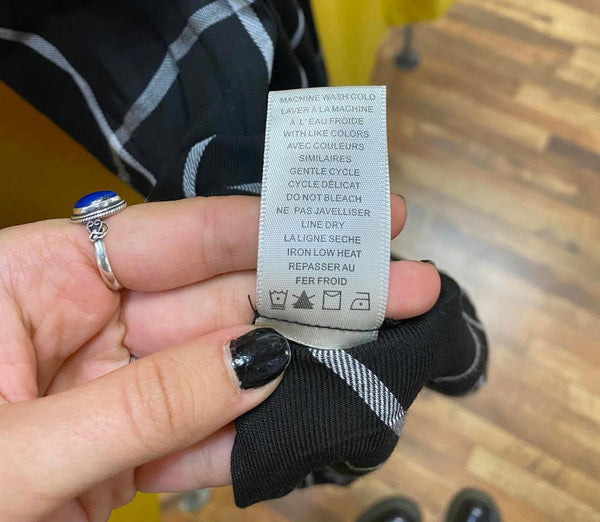 MACHINE WASH COLD
LAVER À LA MACHINE
À L' EAU FROIDE
WITH LIKE COLORS
AVEC COULEURS
SIMILAIRES
GENTLE CYCLE
CYCLE DÉLICAT
DO NOT BLEACH
NE PAS JAVELLISER
LINE DRY
LA LIGNE SECHE
IRON LOW HEAT
REPASSER AU
FER FROID